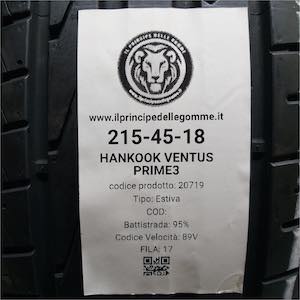 IL PRINCIPE DELLE GOMME
www.ilprincipedellegomme.it
215-45-18
HANKOOK VENTUS
PRIME3
codice prodotto: 20719
Tipo: Estiva
COD:
Battistrada: 95%
Codice Velocità: 89V
FILA: 17